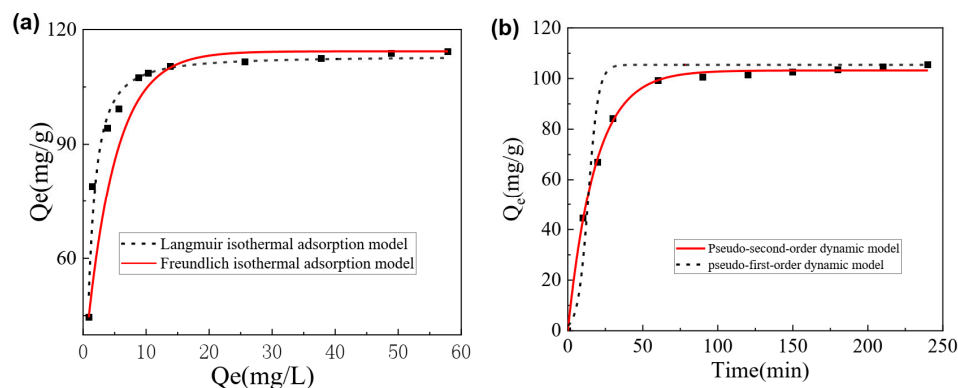 (a)
120
90
60
Qe(mg/g)
Langmuir isothermal adsorption model
Freundlich isothermal adsorption model
0 10 20 30 40 50 60
Qe(mg/L)
(b)
120
100
80
60
40
20
0
Qe(mg/g)
Pseudo-second-order dynamic model
pseudo-first-order dynamic model
0 50 100 150 200 250
Time(min)